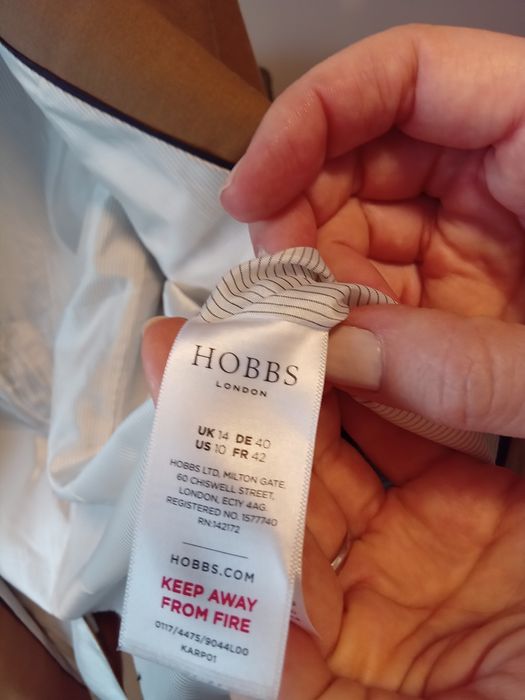 HOBBS
LONDON
UK 14 DE 40
US 10 FR 42
HOBBS LTD, MILTON GATE,
60 CHISWELL STREET,
LONDON, EC1Y 4AG.
REGISTERED NO. 1577740
RN:142172
HOBBS.COM
KEEP AWAY
FROM FIRE
0117/4475/9044L00
KARP01